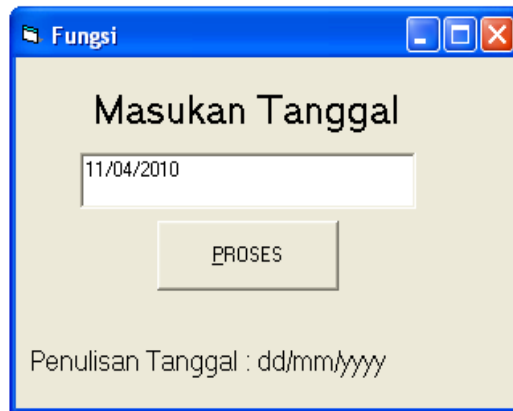 Fungsi
Masukan Tanggal
11/04/2010
PROSES
Penulisan Tanggal : dd/mm/yyyy